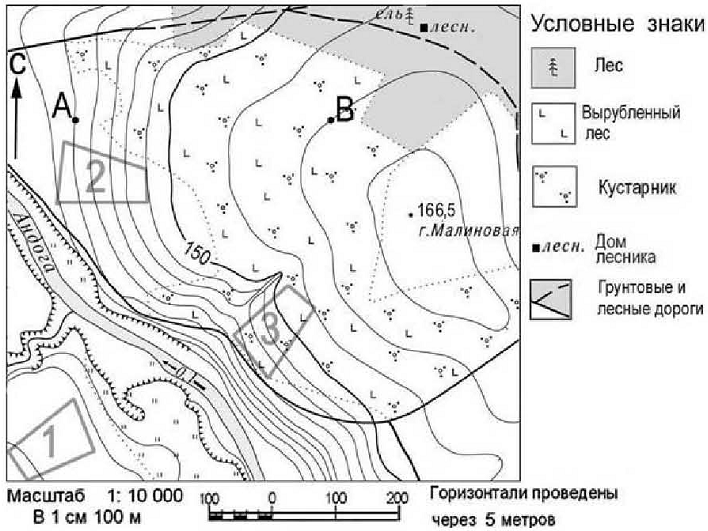 ель
лесн.
Условные знаки
С
Лес
А
В
Вырубленный
лес
2
Кустарник
166,5
г.Малиновая
Андога
лесн. Дом
лесника
150
Грунтовые и
лесные дороги
3
0,1
1
Масштаб 1: 10 000
В 1 см 100 м
100 0 100 200
Горизонтали проведены
через 5 метров